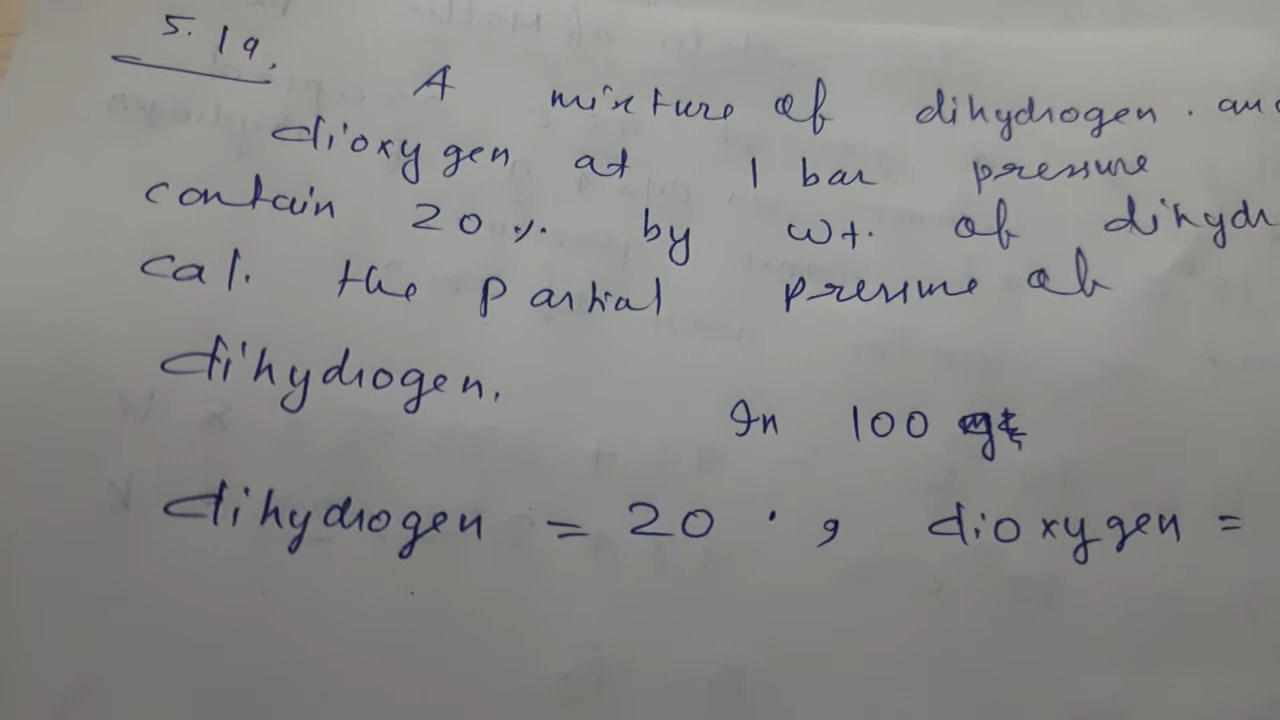 5.19.
A mixture of dihydrogen. an
dioxygen at 1 bar pressure
contain 20%. by wt. of dihyd
cal. the partial pressure of
dihydrogen.
In 100
dihydrogen = 20 . , dioxygen =